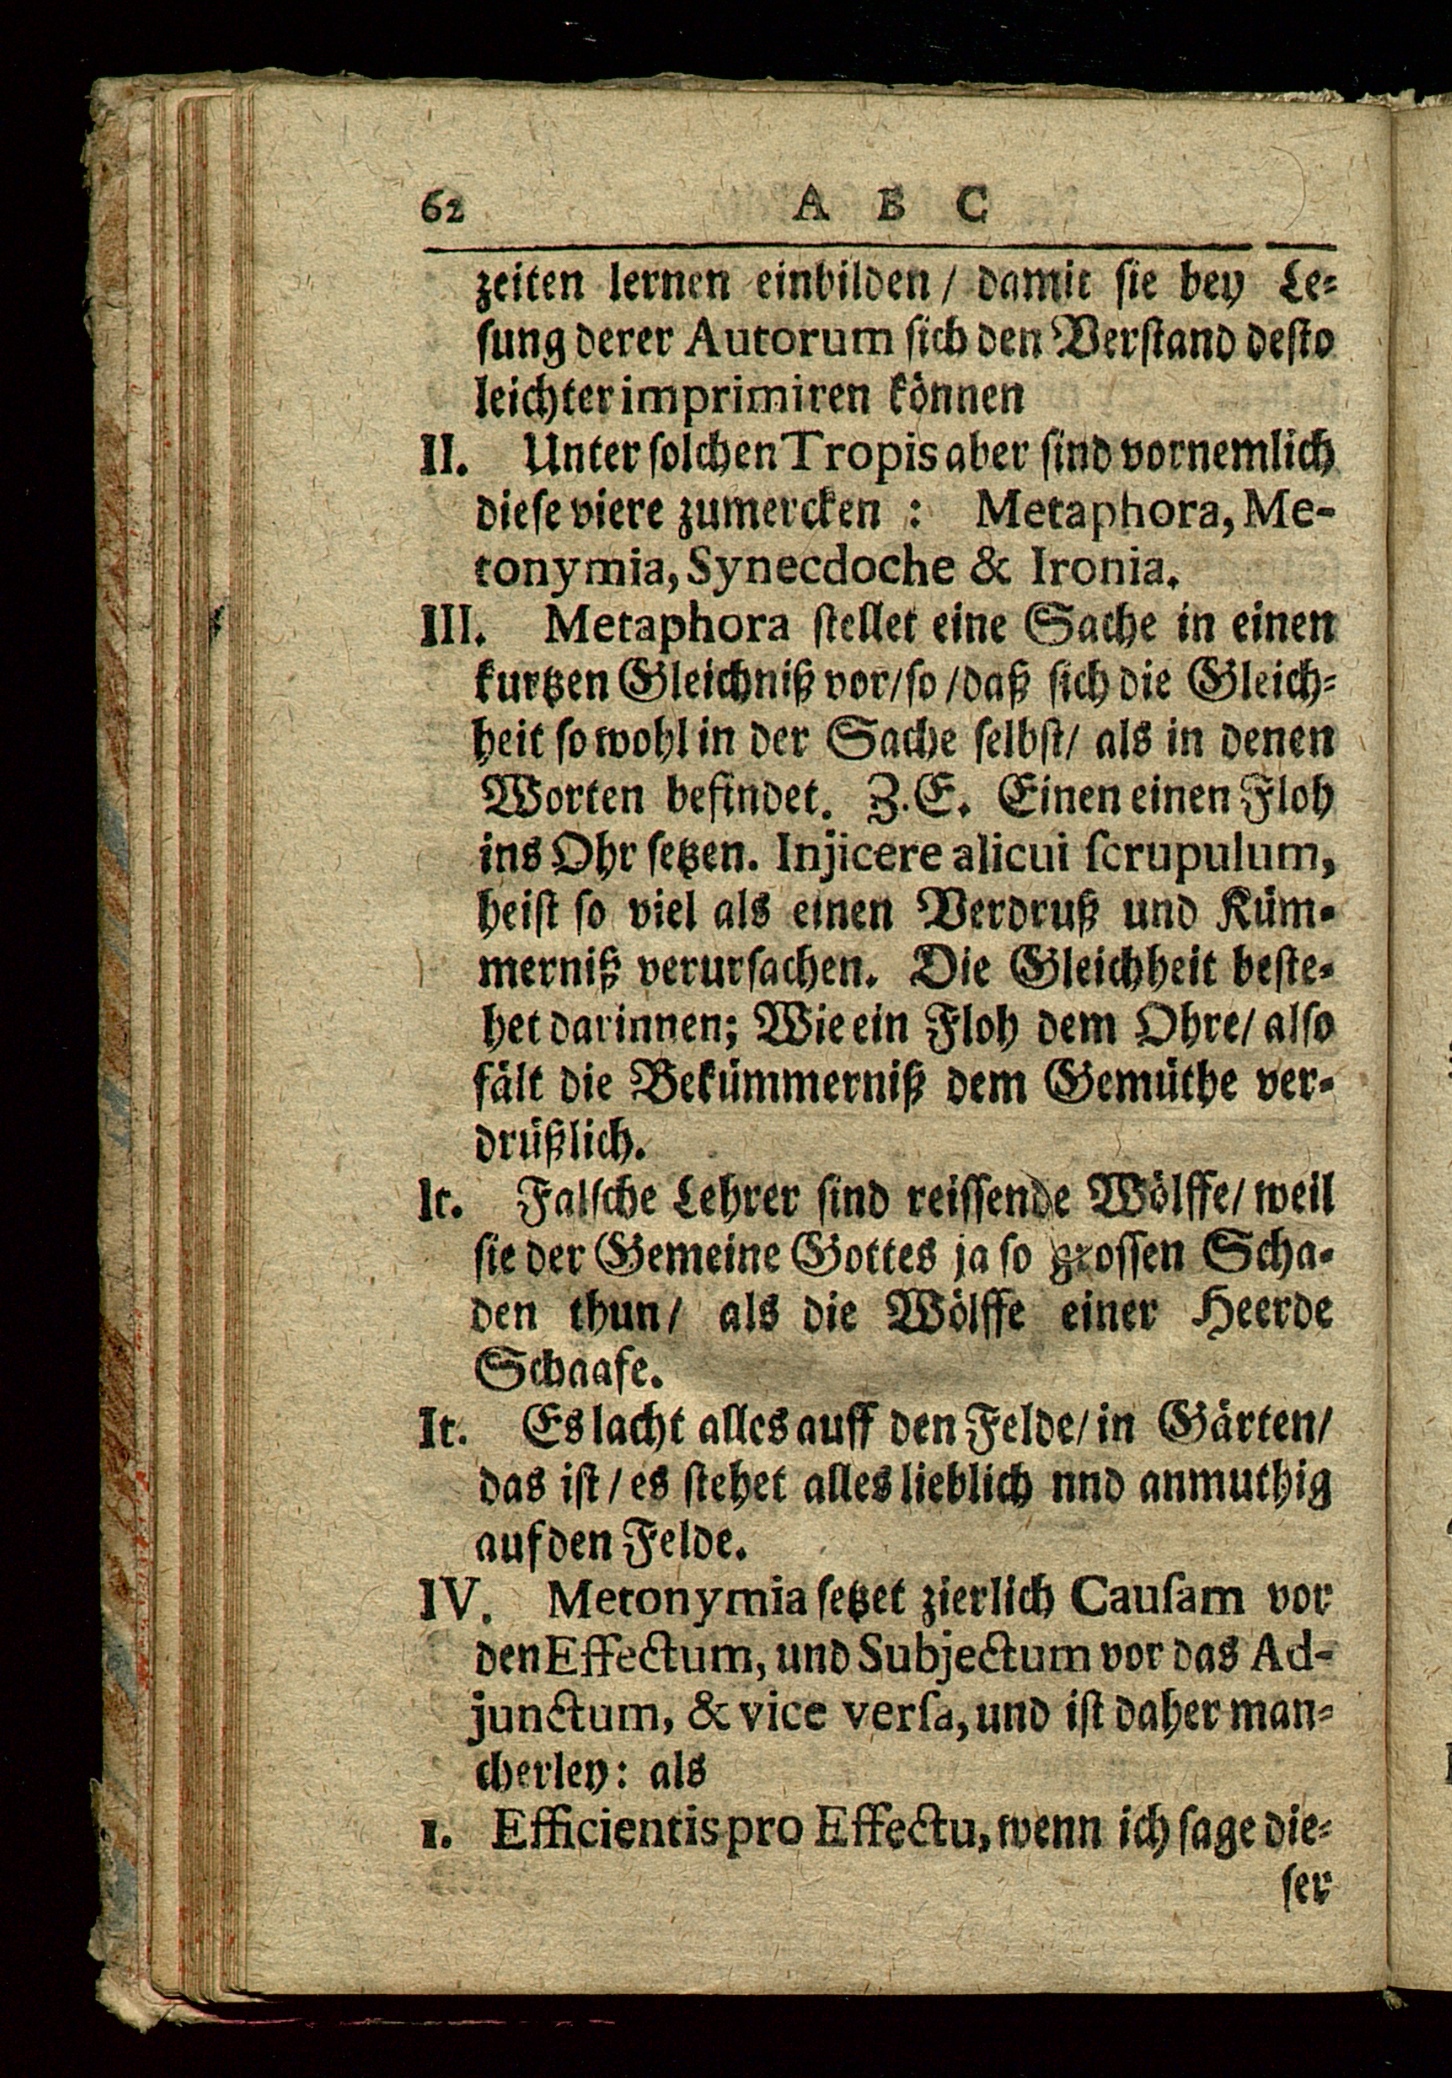 62 A B C
zeiten lernen einbilden / damit sie bey Le-
sung derer Autorum sich den Verstand desto
leichter imprimiren können
II. Unter solchen Tropis aber sind vornemlich
diese viere zumercken : Metaphora, Me-
tonymia, Synecdoche & Ironia.
III. Metaphora stellet eine Sache in einen
kurtzen Gleichniß vor/ so / daß sich die Gleich-
heit so wohl in der Sache selbst/ als in denen
Worten befindet. Z.E. Einen einen Floh
ins Ohr setzen. Injicere alicui scrupulum,
heist so viel als einen Verdruß und Küm-
merniß verursachen. Die Gleichheit beste-
het darinnen; Wie ein Floh dem Ohre/ also
fält die Bekümmerniß dem Gemüthe ver-
drüßlich.
It. Falsche Lehrer sind reissende Wölffe/ weil
sie der Gemeine Gottes ja so grossen Scha-
den thun/ als die Wölffe einer Heerde
Schaafe.
It. Es lacht alles auff den Felde/ in Gärten/
das ist / es stehet alles lieblich nnd anmuthig
auf den Felde.
IV. Metonymia setzet zierlich Causam vor
den Effectum, und Subjectum vor das Ad-
junctum, & vice versa, und ist daher man-
cherley: als
1. Efficientis pro Effectu, wenn ich sage die-
ser